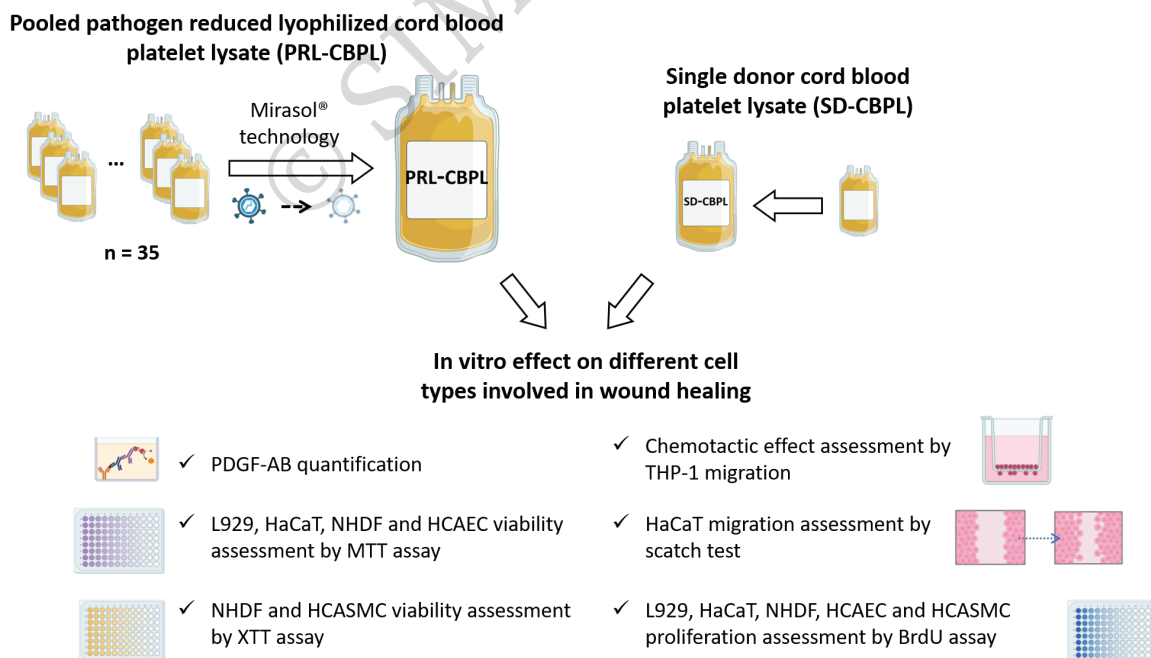 Pooled pathogen reduced lyophilized cord blood
platelet lysate (PRL-CBPL)
Mirasol®
technology
...
n = 35
PRL-CBPL
Single donor cord blood
platelet lysate (SD-CBPL)
SD-CBPL
© SIM
In vitro effect on different cell
types involved in wound healing
✓ PDGF-AB quantification
✓ L929, HaCaT, NHDF and HCAEC viability
assessment by MTT assay
✓ NHDF and HCASMC viability assessment
by XTT assay
✓ Chemotactic effect assessment by
THP-1 migration
✓ HaCaT migration assessment by
scatch test
✓ L929, HaCaT, NHDF, HCAEC and HCASMC
proliferation assessment by BrdU assay